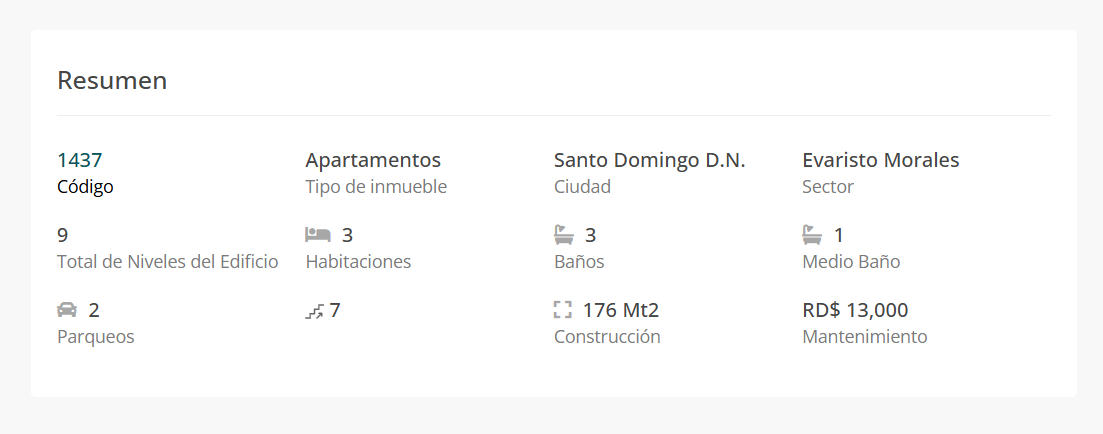 Resumen
1437
Código
Apartamentos
Tipo de inmueble
Santo Domingo D.N.
Ciudad
Evaristo Morales
Sector
9
Total de Niveles del Edificio
3
Habitaciones
3
Baños
1
Medio Baño
2
Parqueos
7
176 Mt2
Construcción
RD$ 13,000
Mantenimiento